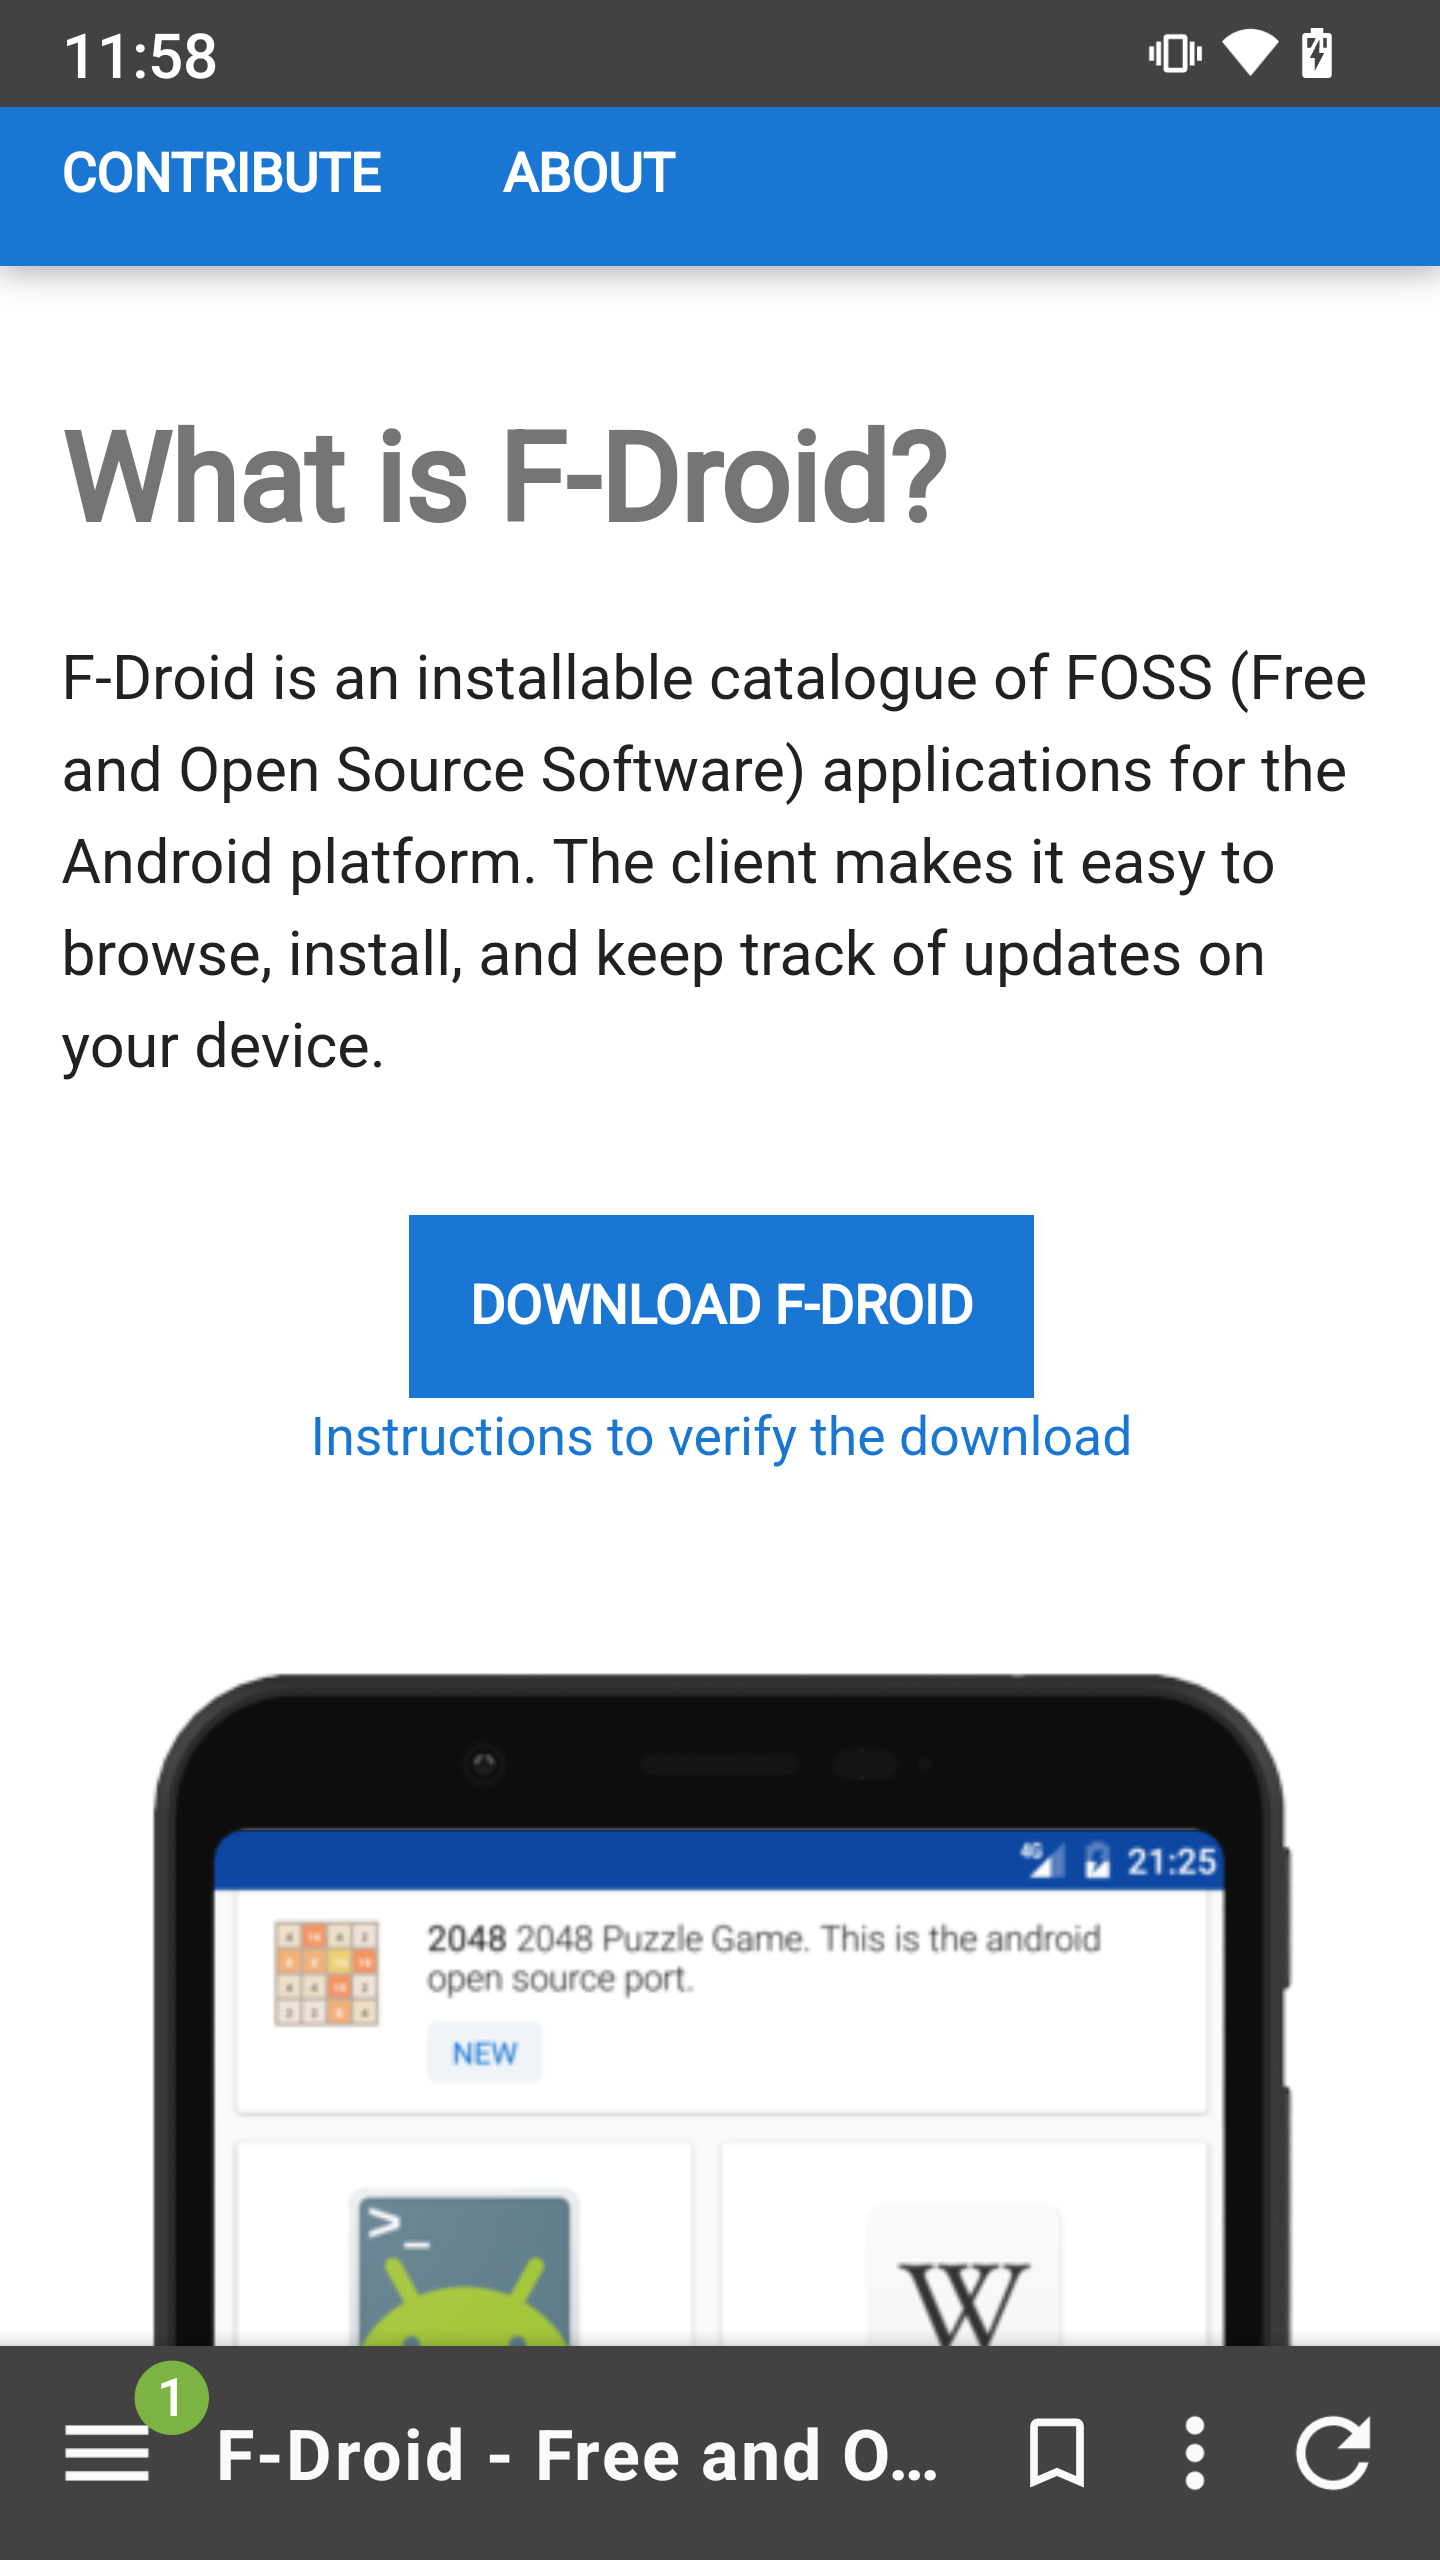 11:58
CONTRIBUTE ABOUT
What is F-Droid?
F-Droid is an installable catalogue of FOSS (Free
and Open Source Software) applications for the
Android platform. The client makes it easy to
browse, install, and keep track of updates on
your device.
DOWNLOAD F-DROID
Instructions to verify the download
4G 21:25
2048 2048 Puzzle Game. This is the android
open source port.
NEW
>_
W
1
F-Droid - Free and O…